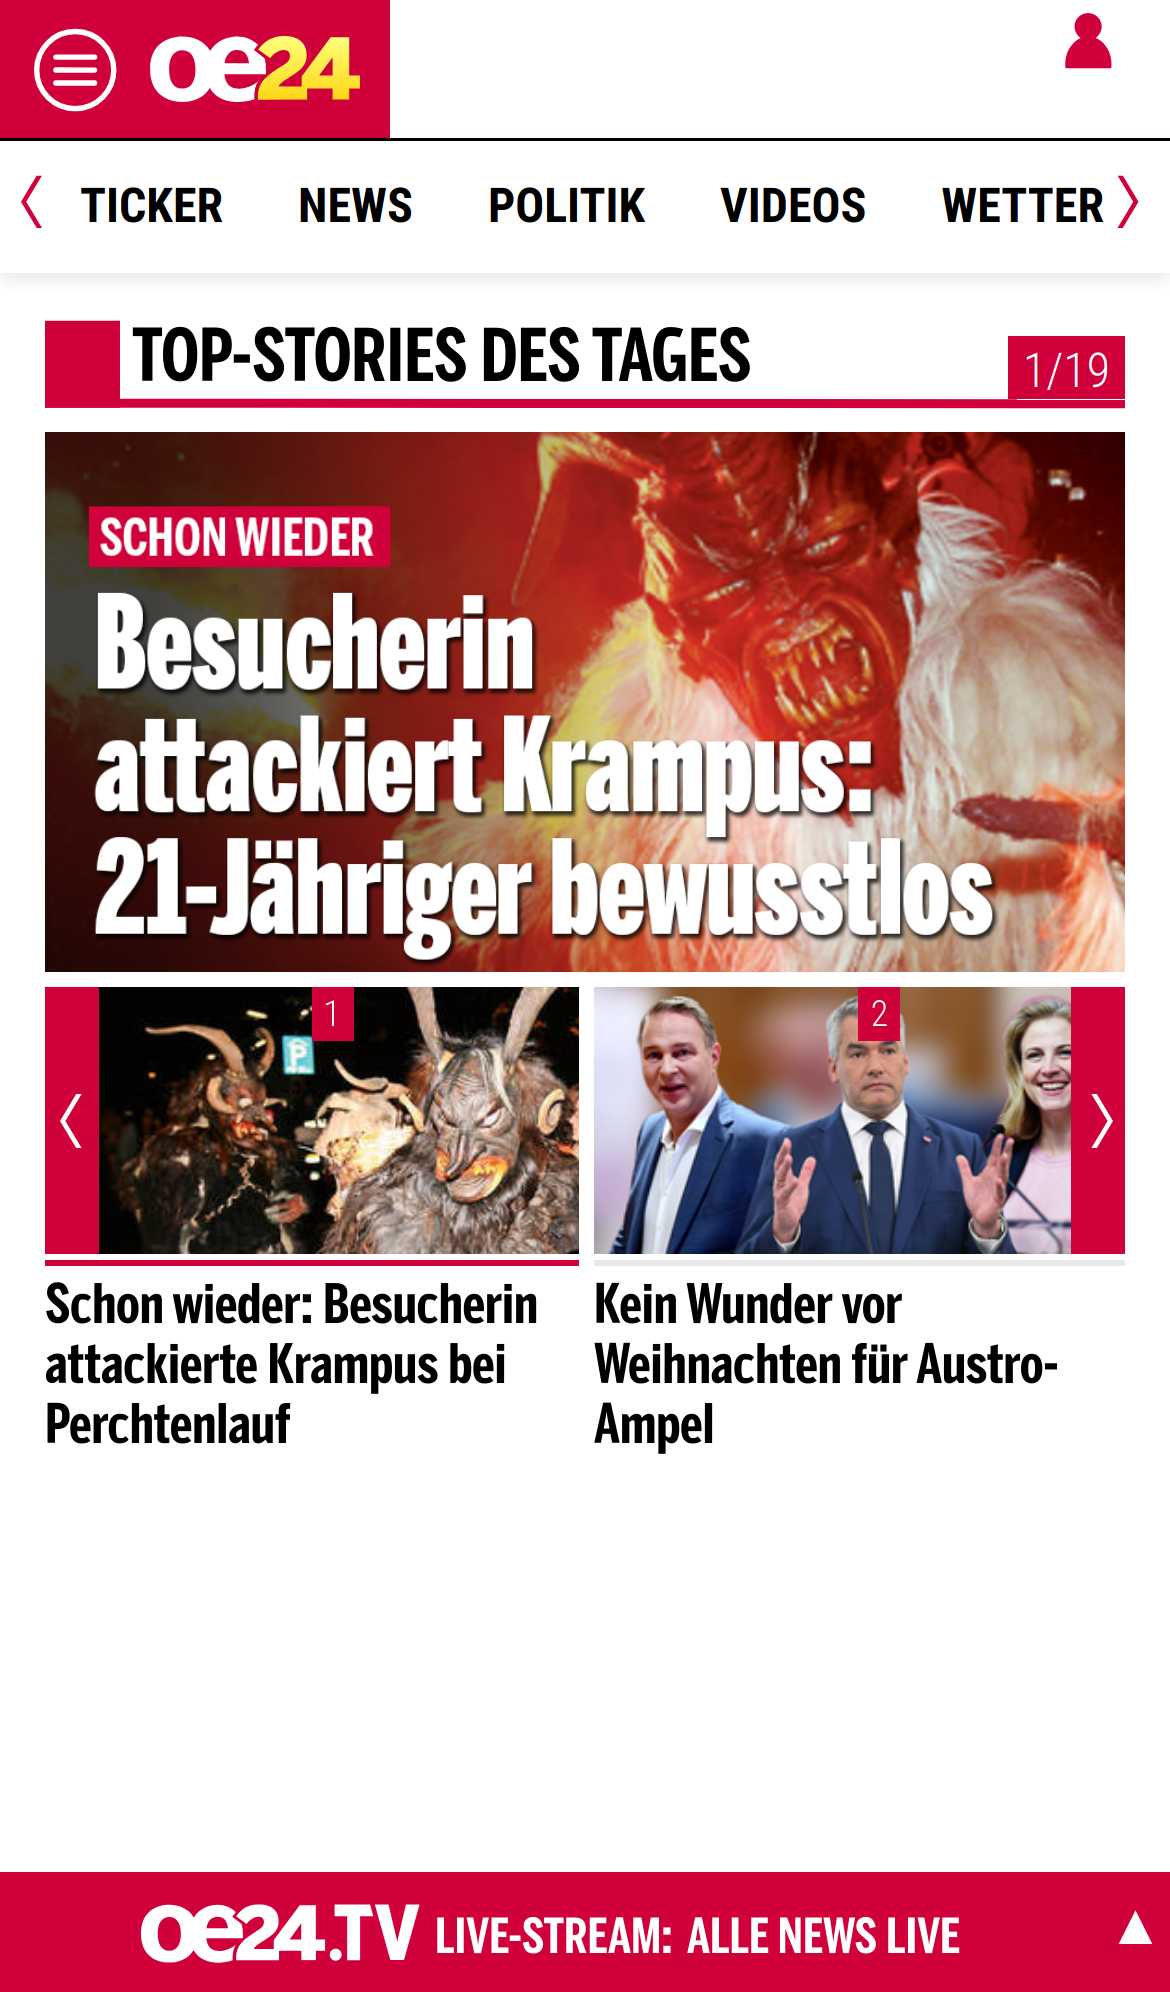 oe24
TICKER NEWS POLITIK VIDEOS WETTER
TOP-STORIES DES TAGES
1/19
SCHON WIEDER
Besucherin
attackiert Krampus:
21-Jähriger bewusstlos
1
P
2
Schon wieder: Besucherin
attackierte Krampus bei
Perchtenlauf
Kein Wunder vor
Weihnachten für Austro-
Ampel
oe24.TV LIVE-STREAM: ALLE NEWS LIVE